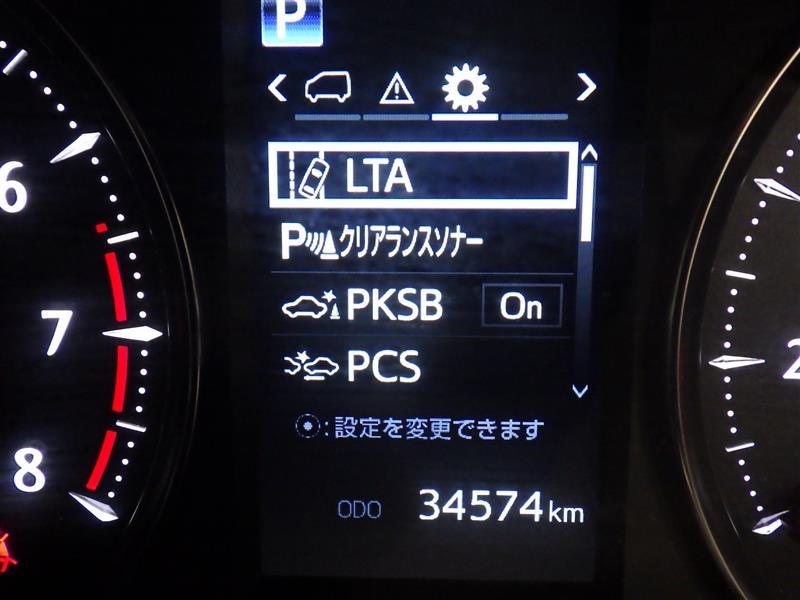 P
LTA
Pクリアランスソナー
PKSB On
PCS
:設定を変更できます
ODO 34574km
6
7
8
2